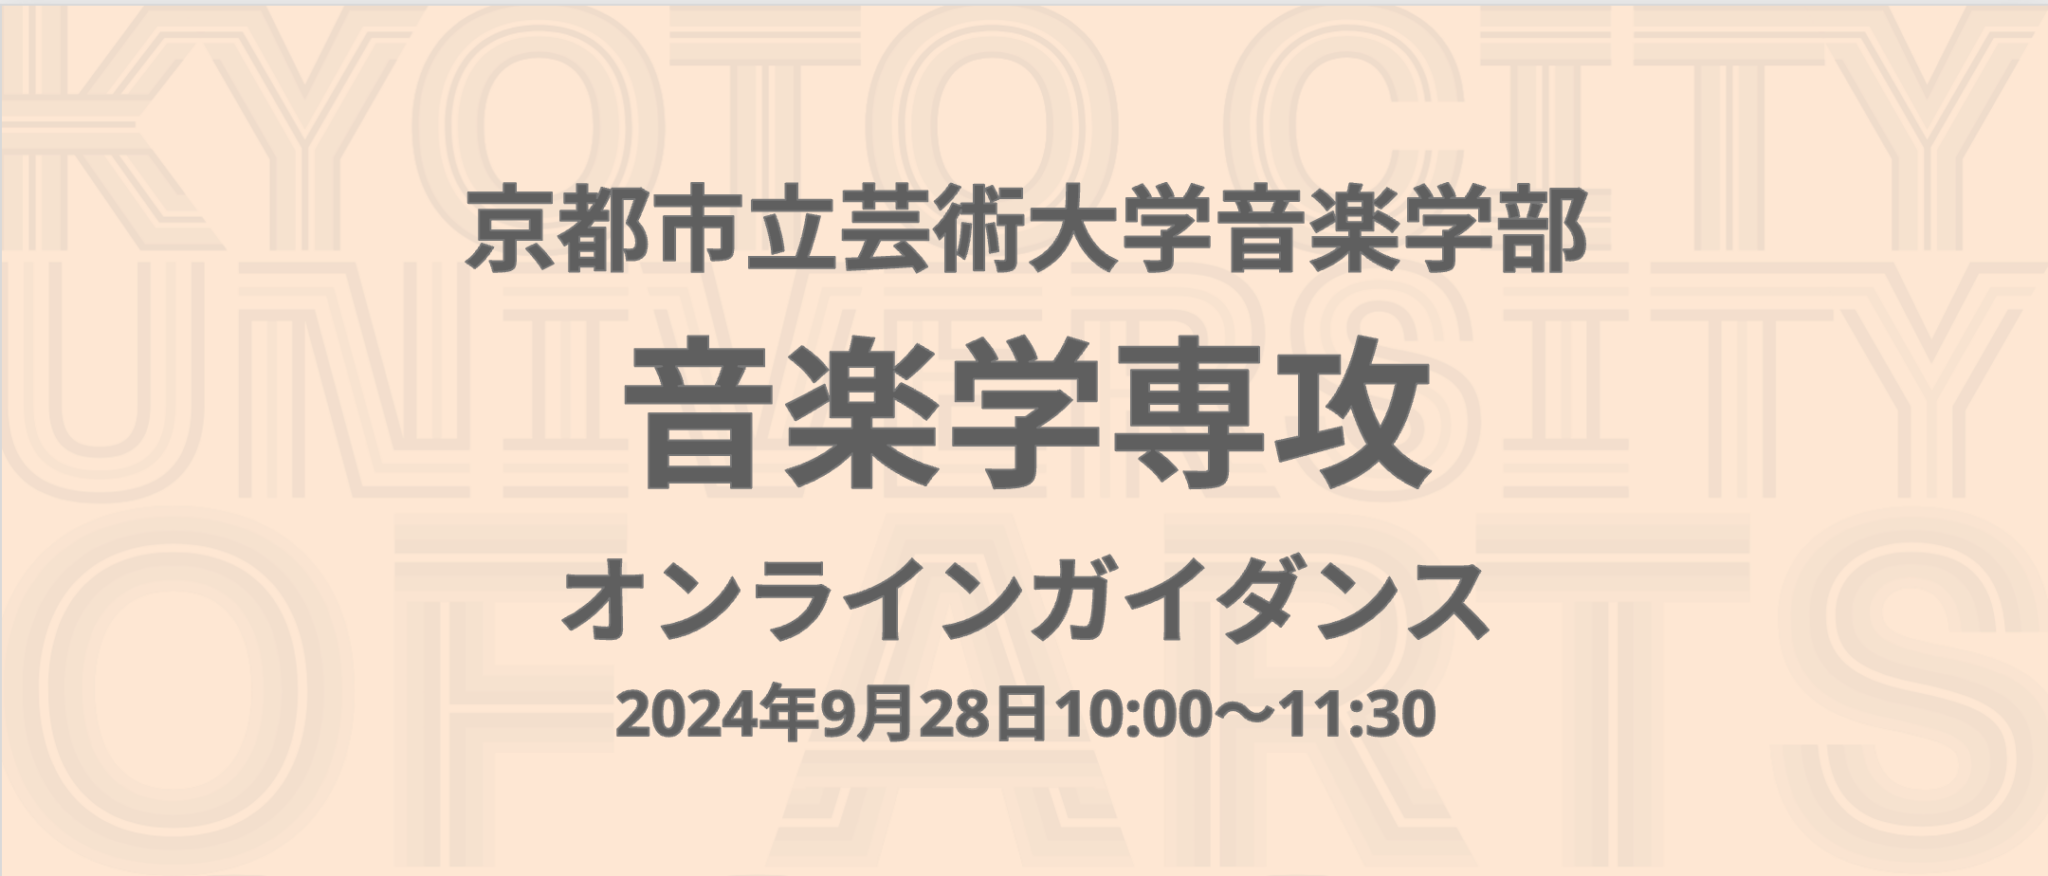 KYOTO CITY
京都市立芸術大学音楽学部
UNIVERSITY
音楽学専攻
OF ARTS
オンラインガイダンス
2024年9月28日10:00〜11:30